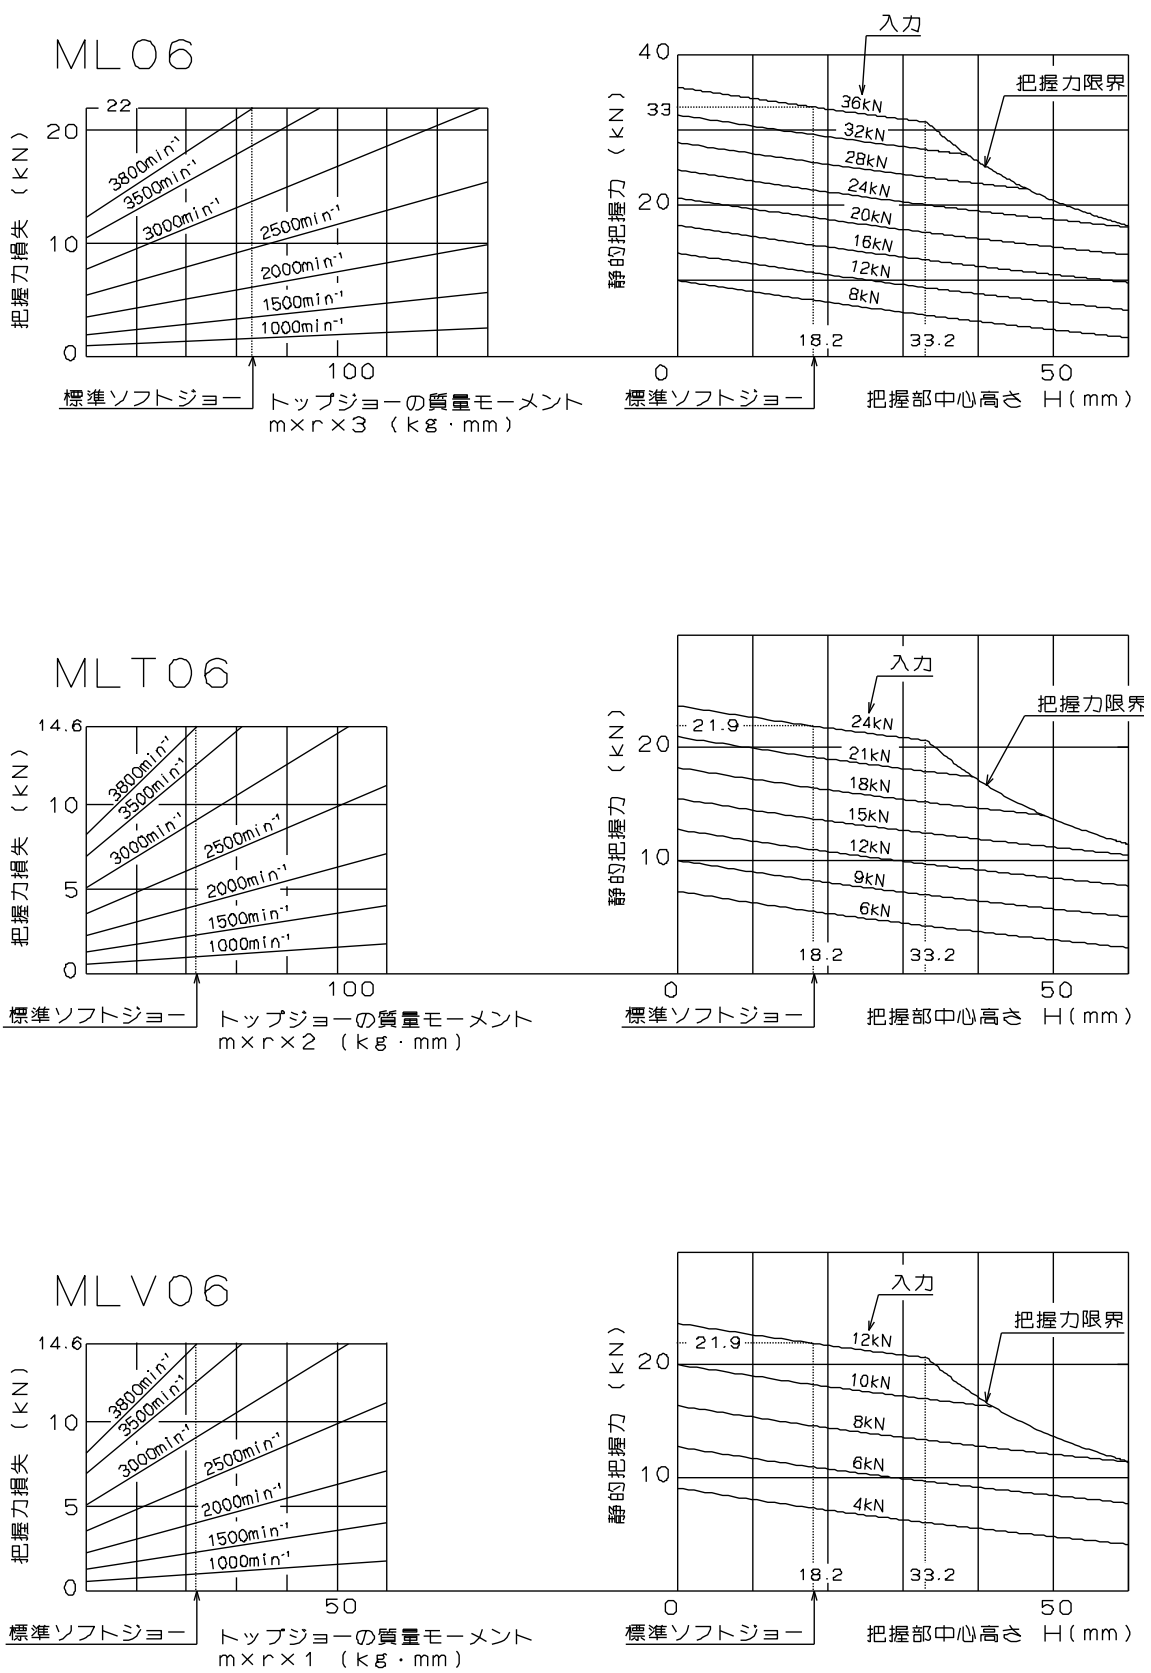 ML06
22
20
10
0
把握力損失 (kN)
3800min⁻¹
3500min⁻¹
3000min⁻¹
2500min⁻¹
2000min⁻¹
1500min⁻¹
1000min⁻¹
100
標準ソフトジョー
トップジョーの質量モーメント
m×r×3 (kg・mm)
入力
把握力限界
40
33
20
静的把握力 (kN)
36kN
32kN
28kN
24kN
20kN
16kN
12kN
8kN
18.2 33.2
0 50
標準ソフトジョー
把握部中心高さ H(mm)
MLT06
14.6
10
5
0
把握力損失 (kN)
3800min⁻¹
3500min⁻¹
3000min⁻¹
2500min⁻¹
2000min⁻¹
1500min⁻¹
1000min⁻¹
100
標準ソフトジョー
トップジョーの質量モーメント
m×r×2 (kg・mm)
入力
把握力限界
21.9
20
10
静的把握力 (kN)
24kN
21kN
18kN
15kN
12kN
9kN
6kN
18.2 33.2
0 50
標準ソフトジョー
把握部中心高さ H(mm)
MLV06
14.6
10
5
0
把握力損失 (kN)
3800min⁻¹
3500min⁻¹
3000min⁻¹
2500min⁻¹
2000min⁻¹
1500min⁻¹
1000min⁻¹
50
標準ソフトジョー
トップジョーの質量モーメント
m×r×1 (kg・mm)
入力
把握力限界
21.9
20
10
静的把握力 (kN)
12kN
10kN
8kN
6kN
4kN
18.2 33.2
0 50
標準ソフトジョー
把握部中心高さ H(mm)